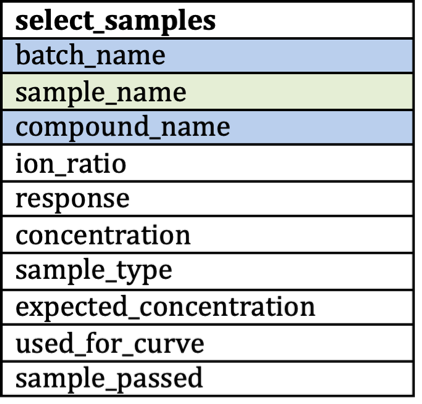 select_samples
batch_name
sample_name
compound_name
ion_ratio
response
concentration
sample_type
expected_concentration
used_for_curve
sample_passed